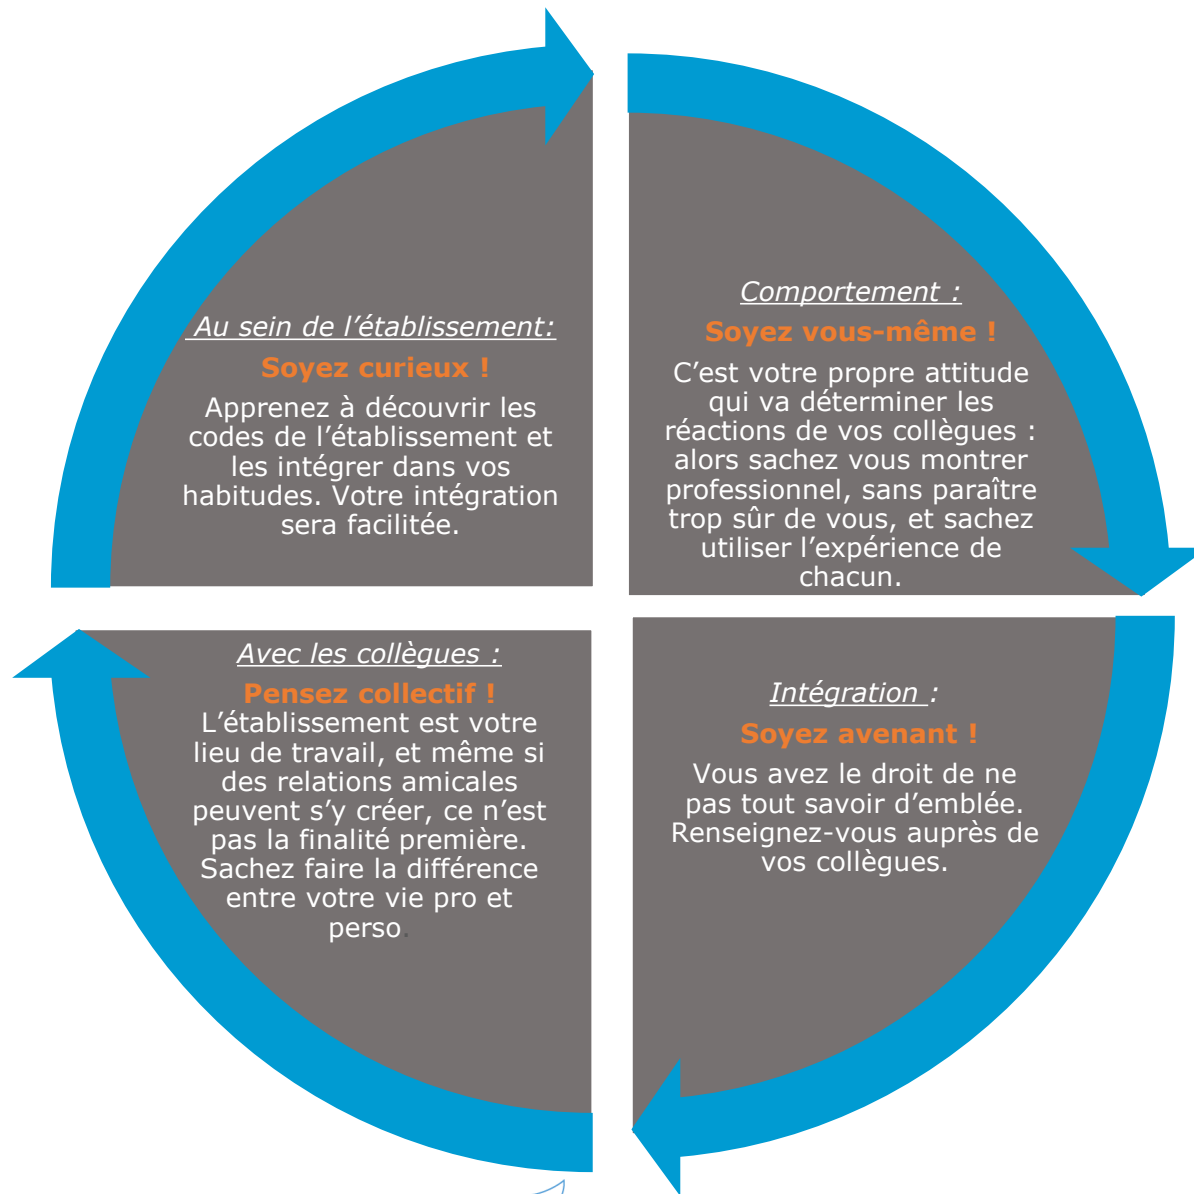 Au sein de l’établissement:
Soyez curieux !
Apprenez à découvrir les
codes de l’établissement et
les intégrer dans vos
habitudes. Votre intégration
sera facilitée.
Comportement :
Soyez vous-même !
C’est votre propre attitude
qui va déterminer les
réactions de vos collègues :
alors sachez vous montrer
professionnel, sans paraître
trop sûr de vous, et sachez
utiliser l’expérience de
chacun.
Avec les collègues :
Pensez collectif !
L’établissement est votre
lieu de travail, et même si
des relations amicales
peuvent s’y créer, ce n’est
pas la finalité première.
Sachez faire la différence
entre votre vie pro et
perso.
Intégration :
Soyez avenant !
Vous avez le droit de ne
pas tout savoir d’emblée.
Renseignez-vous auprès de
vos collègues.